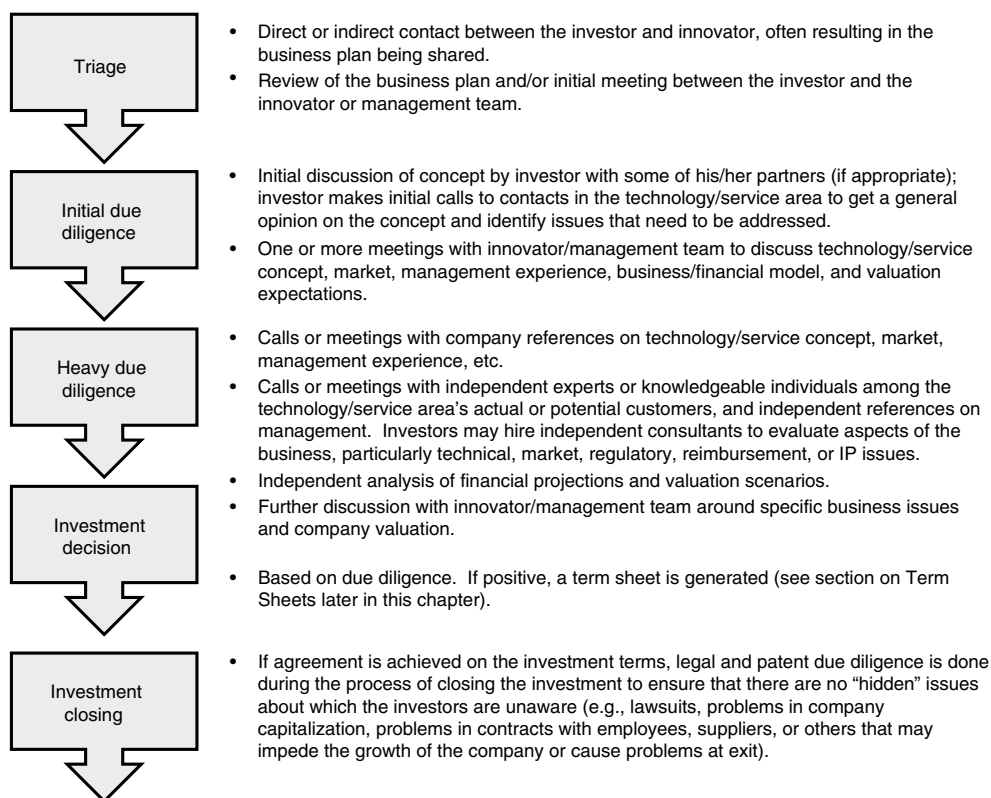 Triage
• Direct or indirect contact between the investor and innovator, often resulting in the
business plan being shared.
• Review of the business plan and/or initial meeting between the investor and the
innovator or management team.
Initial due
diligence
• Initial discussion of concept by investor with some of his/her partners (if appropriate);
investor makes initial calls to contacts in the technology/service area to get a general
opinion on the concept and identify issues that need to be addressed.
• One or more meetings with innovator/management team to discuss technology/service
concept, market, management experience, business/financial model, and valuation
expectations.
Heavy due
diligence
• Calls or meetings with company references on technology/service concept, market,
management experience, etc.
• Calls or meetings with independent experts or knowledgeable individuals among the
technology/service area's actual or potential customers, and independent references on
management. Investors may hire independent consultants to evaluate aspects of the
business, particularly technical, market, regulatory, reimbursement, or IP issues.
• Independent analysis of financial projections and valuation scenarios.
• Further discussion with innovator/management team around specific business issues
and company valuation.
Investment
decision
• Based on due diligence. If positive, a term sheet is generated (see section on Term
Sheets later in this chapter).
Investment
closing
• If agreement is achieved on the investment terms, legal and patent due diligence is done
during the process of closing the investment to ensure that there are no “hidden” issues
about which the investors are unaware (e.g., lawsuits, problems in company
capitalization, problems in contracts with employees, suppliers, or others that may
impede the growth of the company or cause problems at exit).